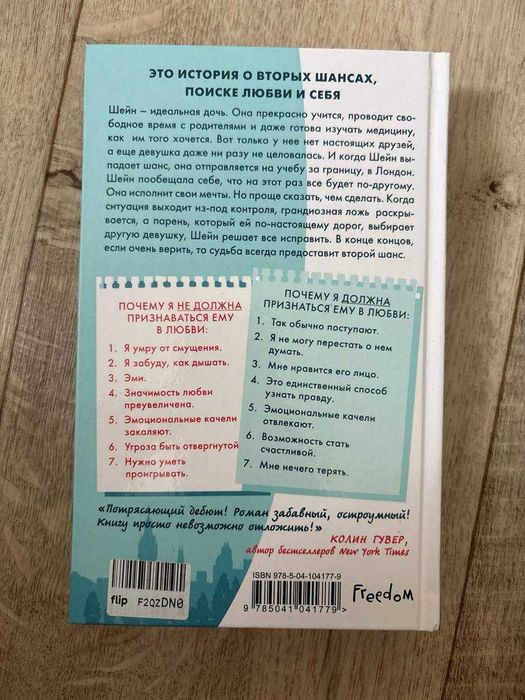 ЭТО ИСТОРИЯ О ВТОРЫХ ШАНСАХ,
ПОИСКЕ ЛЮБВИ И СЕБЯ
Шейн – идеальная дочь. Она прекрасно учится, проводит сво-
бодное время с родителями и даже готова изучать медицину,
как им того хочется. Вот только у нее нет настоящих друзей,
а еще девушка даже ни разу не целовалась. И когда Шейн вы-
падает шанс, она отправляется на учебу за границу, в Лондон.
Шейн пообещала себе, что на этот раз все будет по-другому.
Она исполнит свои мечты. Но проще сказать, чем сделать. Когда
ситуация выходит из-под контроля, грандиозная ложь раскры-
вается, а парень, который ей по-настоящему дорог, выбирает
другую девушку, Шейн решает все исправить. В конце концов,
если очень верить, то судьба всегда предоставит второй шанс.
ПОЧЕМУ Я НЕ ДОЛЖНА
ПРИЗНАВАТЬСЯ ЕМУ
В ЛЮБВИ:
1. Я умру от смущения.
2. Я забуду, как дышать.
3. Эми.
4. Значимость любви
преувеличена.
5. Эмоциональные качели
закаляют.
6. Угроза быть отвергнутой
7. Нужно уметь
проигрывать.
ПОЧЕМУ Я ДОЛЖНА
ПРИЗНАТЬСЯ ЕМУ В ЛЮБВИ:
1. Так обычно поступают.
2. Я не могу перестать о нем
думать.
3. Мне нравится его лицо.
4. Это единственный способ
узнать правду.
5. Эмоциональные качели
отвлекают.
6. Возможность стать
счастливой.
7. Мне нечего терять.
«Потрясающий дебют! Роман забавный, остроумный!
Книгу просто невозможно отложить!»
КОЛИН ГУВЕР,
автор бестселлеров New York Times
flip F2QZDN0
ISBN 978-5-04-104177-9
9 785041 041779 >
Freedom